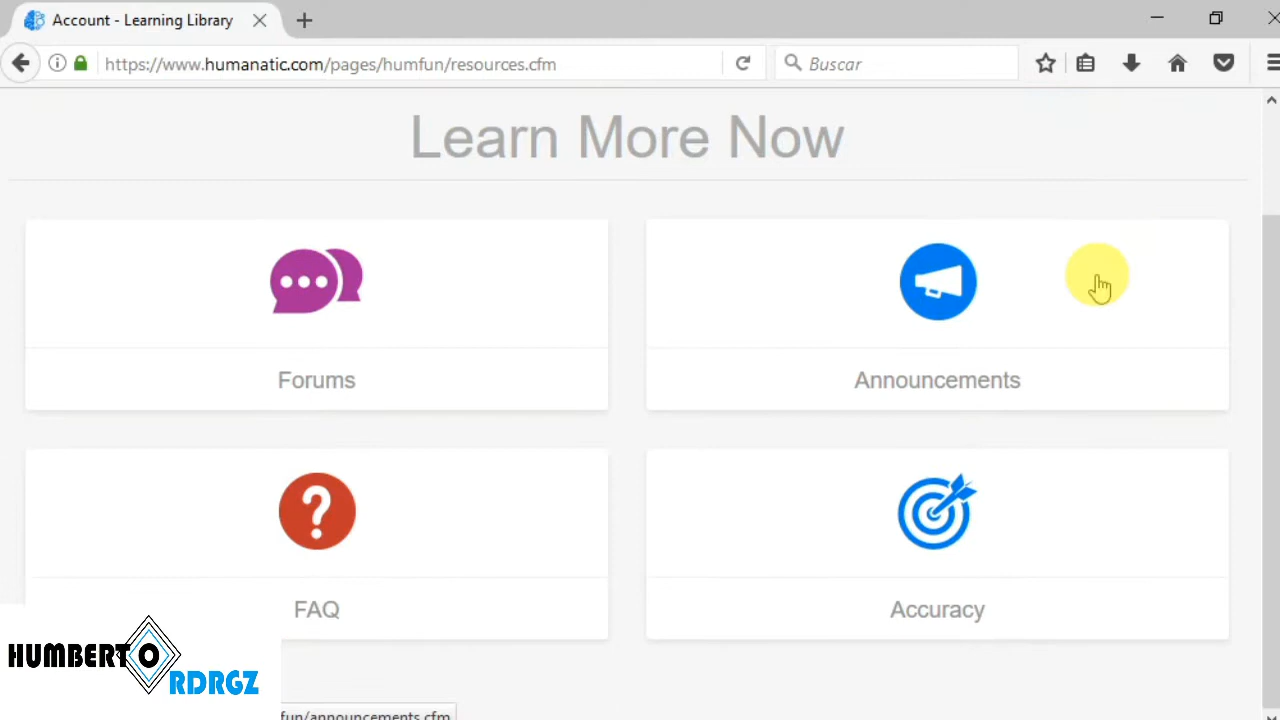 Account - Learning Library
https://www.humanatic.com/pages/humfun/resources.cfm
Buscar
Learn More Now
Forums
Announcements
FAQ
Accuracy
HUMBERTO
RDRGZ
fun/announcements.cfm